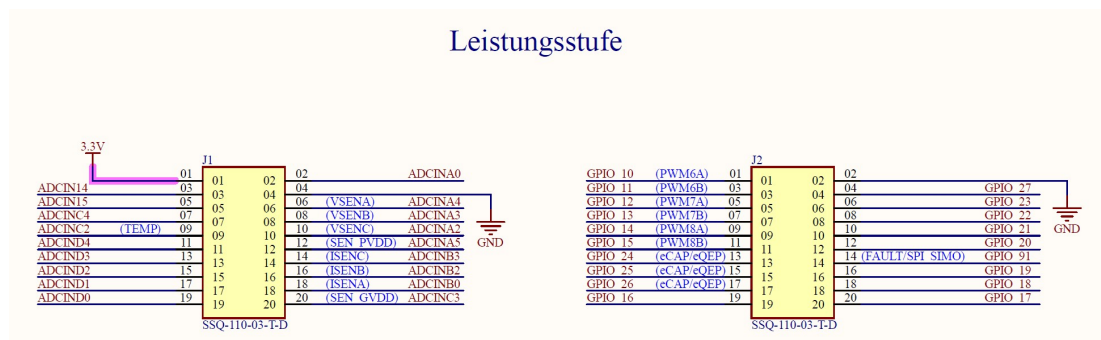 Leistungsstufe
3.3V
J1 J2
01 01 02 02 ADCINA0 GPIO 10 (PWM6A) 01 01 02 02
ADCIN14 03 03 04 04 GPIO 11 (PWM6B) 03 03 04 04 GPIO 27
ADCIN15 05 05 06 06 (VSENA) ADCINA4 GPIO 12 (PWM7A) 05 05 06 06 GPIO 23
ADCINC4 07 07 08 08 (VSENB) ADCINA3 GPIO 13 (PWM7B) 07 07 08 08 GPIO 22
ADCINC2 (TEMP) 09 09 10 10 (VSENC) ADCINA2 GPIO 14 (PWM8A) 09 09 10 10 GPIO 21
ADCIND4 11 11 12 12 (SEN PVDD) ADCINA5 GND GPIO 15 (PWM8B) 11 11 12 12 GPIO 20 GND
ADCIND3 13 13 14 14 (ISENC) ADCINB3 GPIO 24 (eCAP/eQEP) 13 13 14 14 (FAULT/SPI SIMO) GPIO 91
ADCIND2 15 15 16 16 (ISENB) ADCINB2 GPIO 25 (eCAP/eQEP) 15 15 16 16 GPIO 19
ADCIND1 17 17 18 18 (ISENA) ADCINB0 GPIO 26 (eCAP/eQEP) 17 17 18 18 GPIO 18
ADCIND0 19 19 20 20 (SEN GVDD) ADCINC3 GPIO 16 19 19 20 20 GPIO 17
SSQ-110-03-T-D SSQ-110-03-T-D